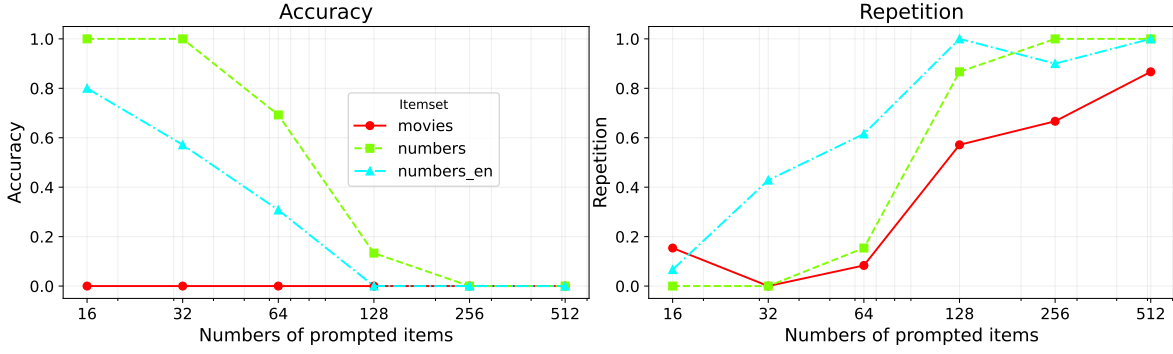 Accuracy
1.0
0.8
0.6
0.4
0.2
0.0
Accuracy
16 32 64 128 256 512
Numbers of prompted items
Itemset
movies
numbers
numbers_en
Repetition
1.0
0.8
0.6
0.4
0.2
0.0
Repetition
16 32 64 128 256 512
Numbers of prompted items